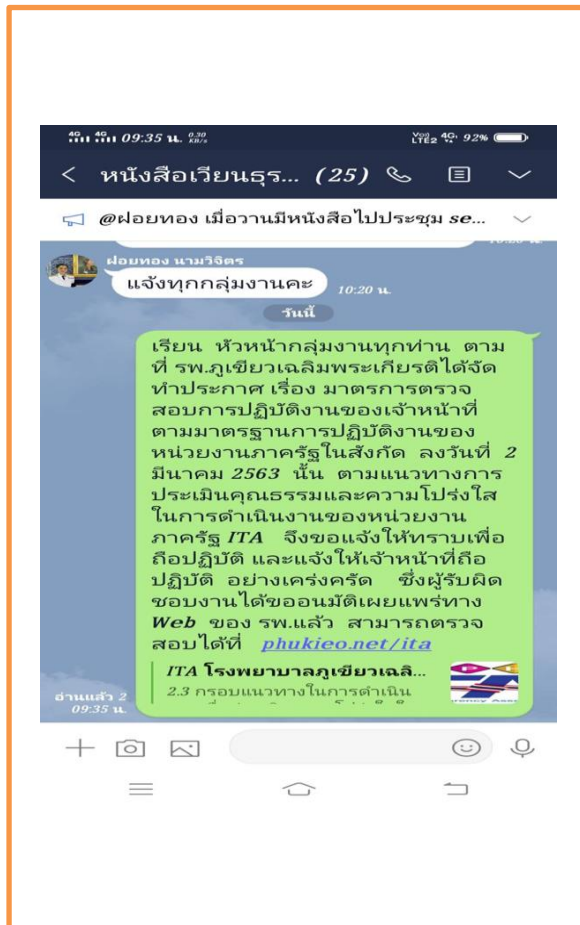 4G 4G 09:35 น. 0.30 KB/s
VoD LTE2 4G+ 92%
< หนังสือเวียนธุร... (25)
@ฝอยทอง เมื่อวานมีหนังสือไปประชุม se...
10:20 น.
ฝอยทอง นามวิจิตร
แจ้งทุกกลุ่มงานคะ
10:20 น.
วันนี้
เรียน หัวหน้ากลุ่มงานทุกท่าน ตาม
ที่ รพ.ภูเขียวเฉลิมพระเกียรติได้จัด
ทำประกาศ เรื่อง มาตรการตรวจ
สอบการปฏิบัติงานของเจ้าหน้าที่
ตามมาตรฐานการปฏิบัติงานของ
หน่วยงานภาครัฐในสังกัด ลงวันที่ 2
มีนาคม 2563 นั้น ตามแนวทางการ
ประเมินคุณธรรมและความโปร่งใส
ในการดำเนินงานของหน่วยงาน
ภาครัฐ ITA จึงขอแจ้งให้ทราบเพื่อ
ถือปฏิบัติ และแจ้งให้เจ้าหน้าที่ถือ
ปฏิบัติ อย่างเคร่งครัด ซึ่งผู้รับผิด
ชอบงานได้ขออนมัติเผยแพร่ทาง
Web ของ รพ.แล้ว สามารถตรวจ
สอบได้ที่ phukieo.net/ita
ITA โรงพยาบาลภูเขียวเฉลิ...
2.3 กรอบแนวทางในการดำเนิน
อ่านแล้ว 2
09:35 น.